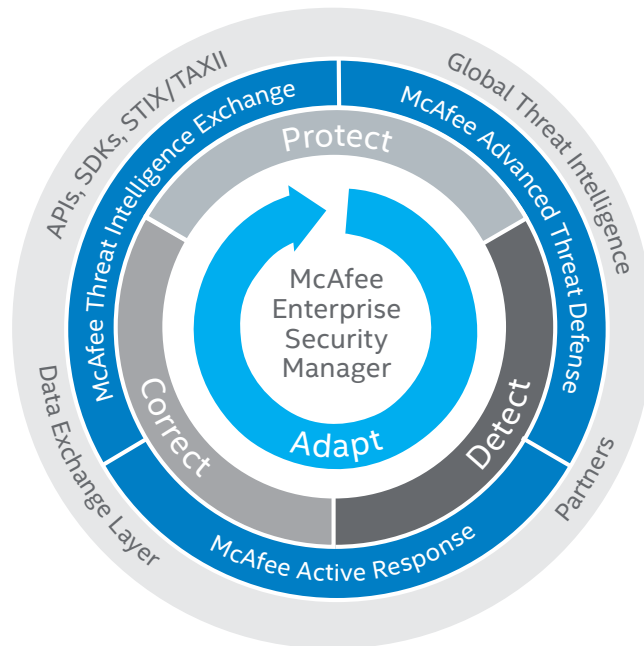 APIs, SDKs, STIX/TAXII
Global Threat Intelligence
McAfee Threat Intelligence Exchange
McAfee Advanced Threat Defense
Protect
McAfee
Enterprise
Security
Manager
Adapt
Correct
Detect
McAfee Active Response
Data Exchange Layer
Partners